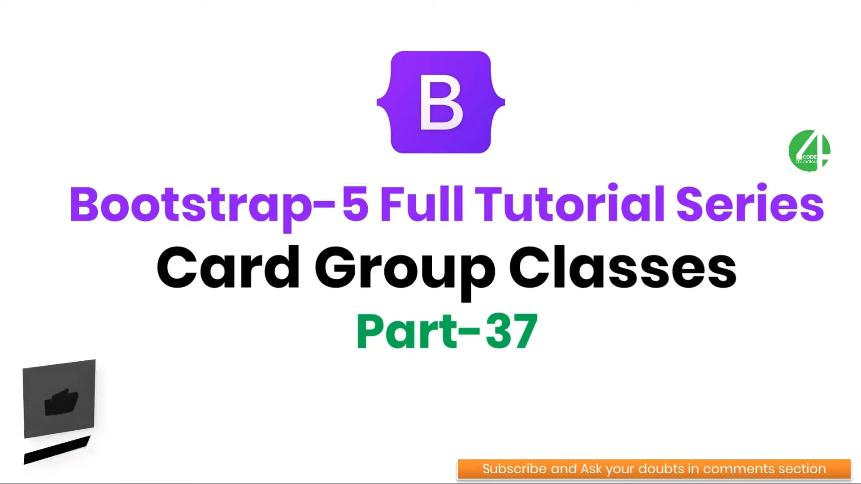 B
4
CODE
Bootstrap-5 Full Tutorial Series
Card Group Classes
Part-37
Subscribe and Ask your doubts in comments section